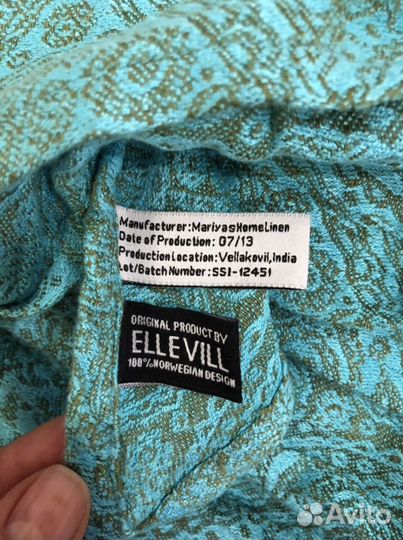 Manufacturer:MariyasHomeLinen
Date of Production: 07/13
Production Location:Vellakovil,India
Lot/Batch Number:SSI-12451
ORIGINAL PRODUCT BY
ELLEVILL
100% NORWEGIAN DESIGN
Avito